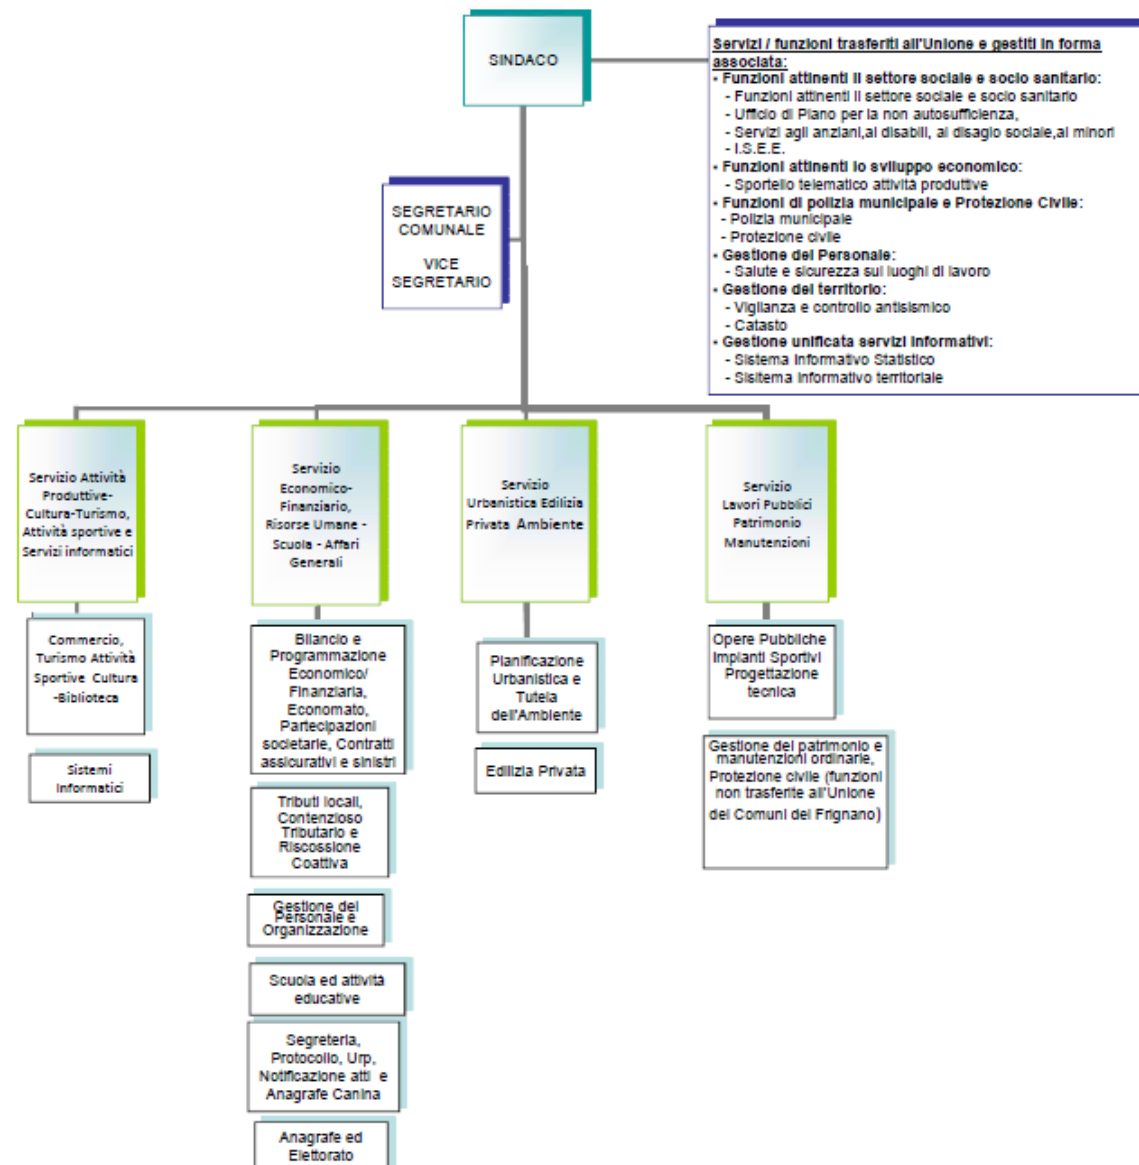 SINDACO
Servizi / funzioni trasferiti all'Unione e gestiti in forma
associata:
• Funzioni attinenti il settore sociale e socio sanitario:
- Funzioni attinenti il settore sociale e socio sanitario
- Ufficio di Piano per la non autosufficienza,
- Servizi agli anziani,ai disabili, al disagio sociale,ai minori
- I.S.E.E.
• Funzioni attinenti lo sviluppo economico:
- Sportello telematico attività produttive
• Funzioni di polizia municipale e Protezione Civile:
- Polizia municipale
- Protezione civile
• Gestione del Personale:
- Salute e sicurezza sui luoghi di lavoro
• Gestione del territorio:
- Vigilanza e controllo antisismico
- Catasto
• Gestione unificata servizi informativi:
- Sistema Informativo Statistico
- Sisitema informativo territoriale
SEGRETARIO
COMUNALE
VICE
SEGRETARIO
Servizio Attività
Produttive-
Cultura-Turismo,
Attività sportive e
Servizi informatici
Commercio,
Turismo Attività
Sportive Cultura
-Biblioteca
Sistemi
Informatici
Servizio
Economico-
Finanziario,
Risorse Umane -
Scuola - Affari
Generali
Bilancio e
Programmazione
Economico/
Finanziaria,
Economato,
Partecipazioni
societarie, Contratti
assicurativi e sinistri
Tributi locali,
Contenzioso
Tributario e
Riscossione
Coattiva
Gestione del
Personale e
Organizzazione
Scuola ed attività
educative
Segreteria,
Protocollo, Urp,
Notificazione atti e
Anagrafe Canina
Anagrafe ed
Elettorato
Servizio
Urbanistica Edilizia
Privata Ambiente
Planificazione
Urbanistica e
Tutela
dell'Ambiente
Edilizia Privata
Servizio
Lavori Pubblici
Patrimonio
Manutenzioni
Opere Pubbliche
Impianti Sportivi
Progettazione
tecnica
Gestione del patrimonio e
manutenzioni ordinarie,
Protezione civile (funzioni
non trasferite all'Unione
dei Comuni del Frignano)